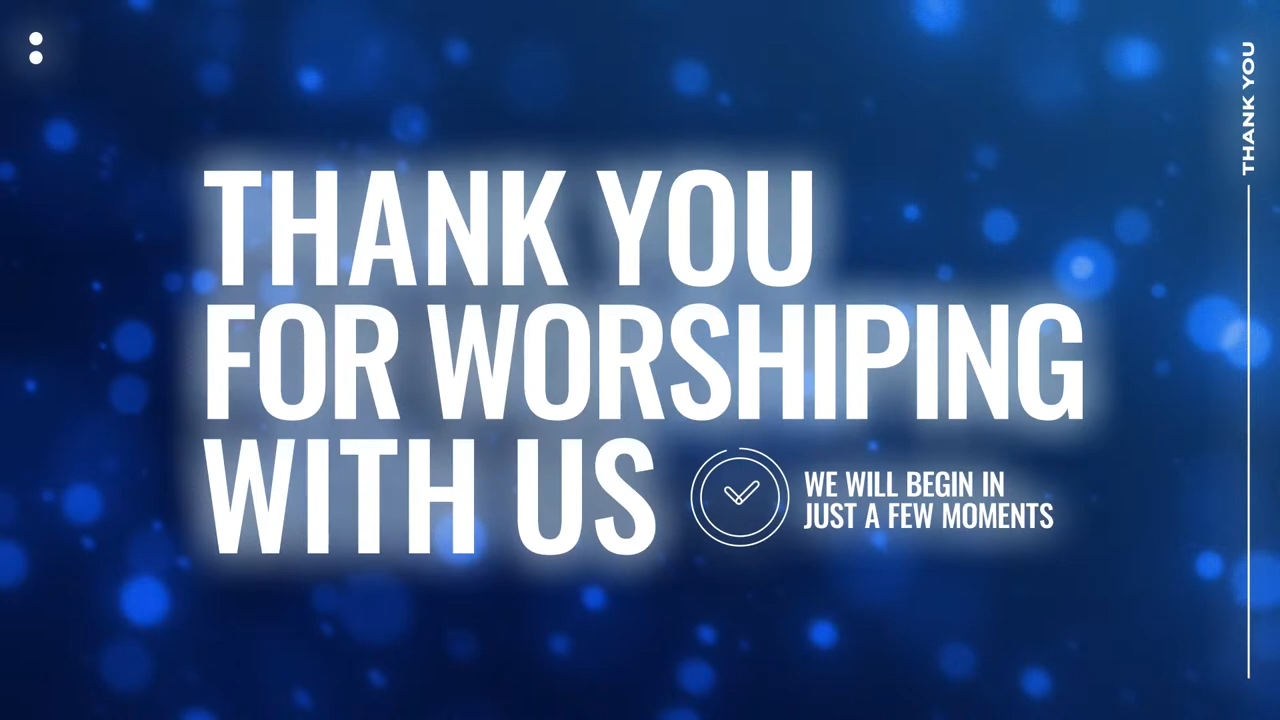 THANK YOU
FOR WORSHIPING
WITH US
WE WILL BEGIN IN
JUST A FEW MOMENTS
THANK YOU